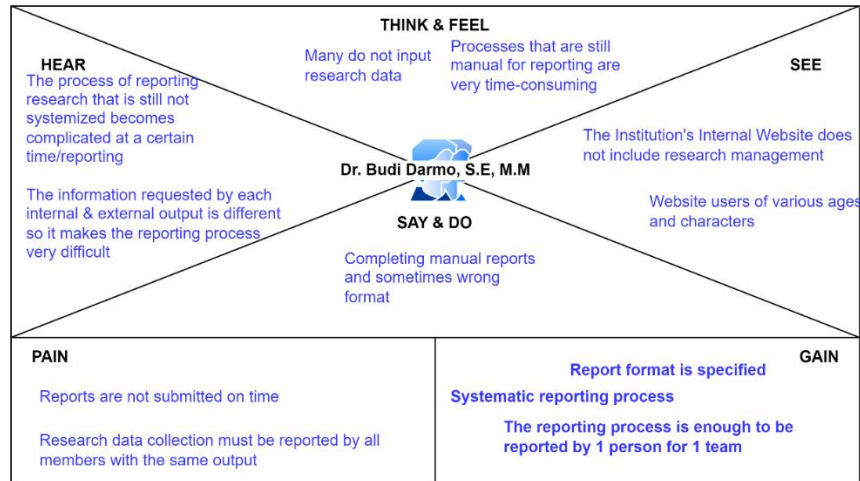 THINK & FEEL
Many do not input
research data
Processes that are still
manual for reporting are
very time-consuming
HEAR
The process of reporting
research that is still not
systemized becomes
complicated at a certain
time/reporting
The information requested by each
internal & external output is different
so it makes the reporting process
very difficult
SEE
The Institution's Internal Website does
not include research management
Website users of various ages
and characters
Dr. Budi Darmo, S.E, M.M
SAY & DO
Completing manual reports
and sometimes wrong
format
PAIN
Reports are not submitted on time
Research data collection must be reported by all
members with the same output
GAIN
Report format is specified
Systematic reporting process
The reporting process is enough to be
reported by 1 person for 1 team